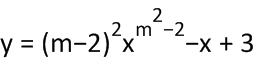 y = (m−2)²x^{m²−2}−x + 3